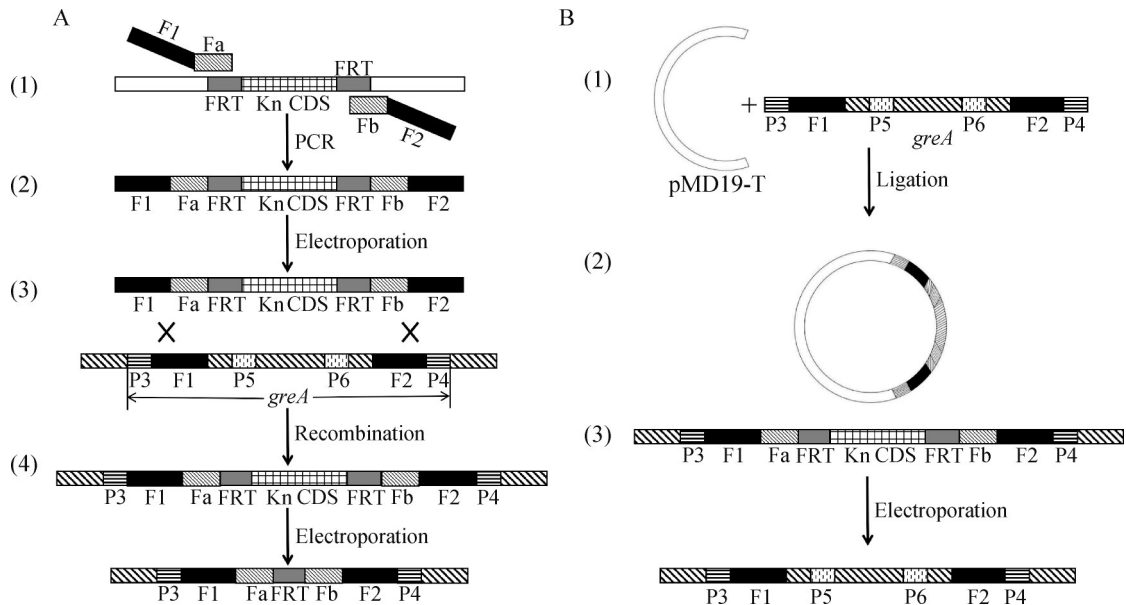 A
F1
Fa
FRT
(1)
FRT
Kn CDS
Fb
F2
PCR
(2)
F1 Fa FRT Kn CDS FRT Fb F2
Electroporation
(3)
F1 Fa FRT Kn CDS FRT Fb F2
P3 F1 P5 P6 F2 P4
greA
Recombination
(4)
P3 F1 Fa FRT Kn CDS FRT Fb F2 P4
Electroporation
P3 F1 Fa FRT Fb F2 P4
B
(1)
+
P3 F1 P5 P6 F2 P4
greA
pMD19-T
Ligation
(2)
(3)
P3 F1 Fa FRT Kn CDS FRT Fb F2 P4
Electroporation
P3 F1 P5 P6 F2 P4